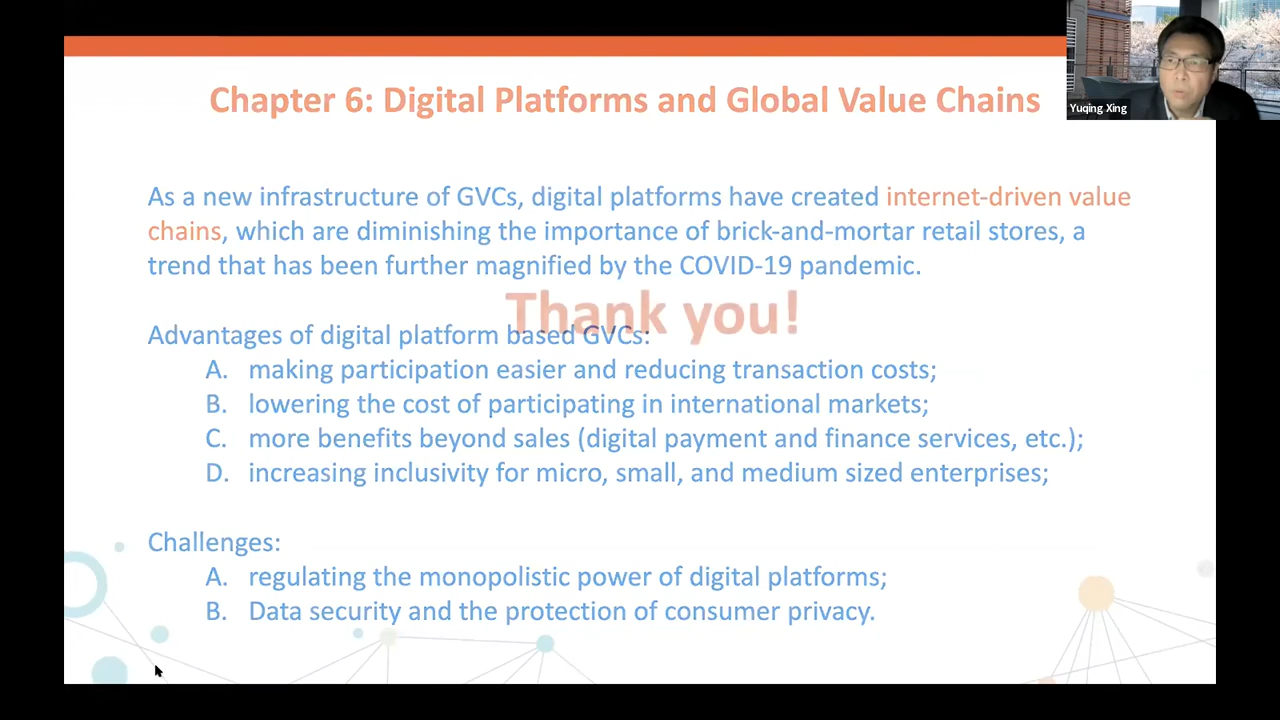 Chapter 6: Digital Platforms and Global Value Chains
Yuqing Xing
As a new infrastructure of GVCs, digital platforms have created internet-driven value
chains, which are diminishing the importance of brick-and-mortar retail stores, a
trend that has been further magnified by the COVID-19 pandemic.
Thank you!
Advantages of digital platform based GVCs:
A. making participation easier and reducing transaction costs;
B. lowering the cost of participating in international markets;
C. more benefits beyond sales (digital payment and finance services, etc.);
D. increasing inclusivity for micro, small, and medium sized enterprises;
Challenges:
A. regulating the monopolistic power of digital platforms;
B. Data security and the protection of consumer privacy.